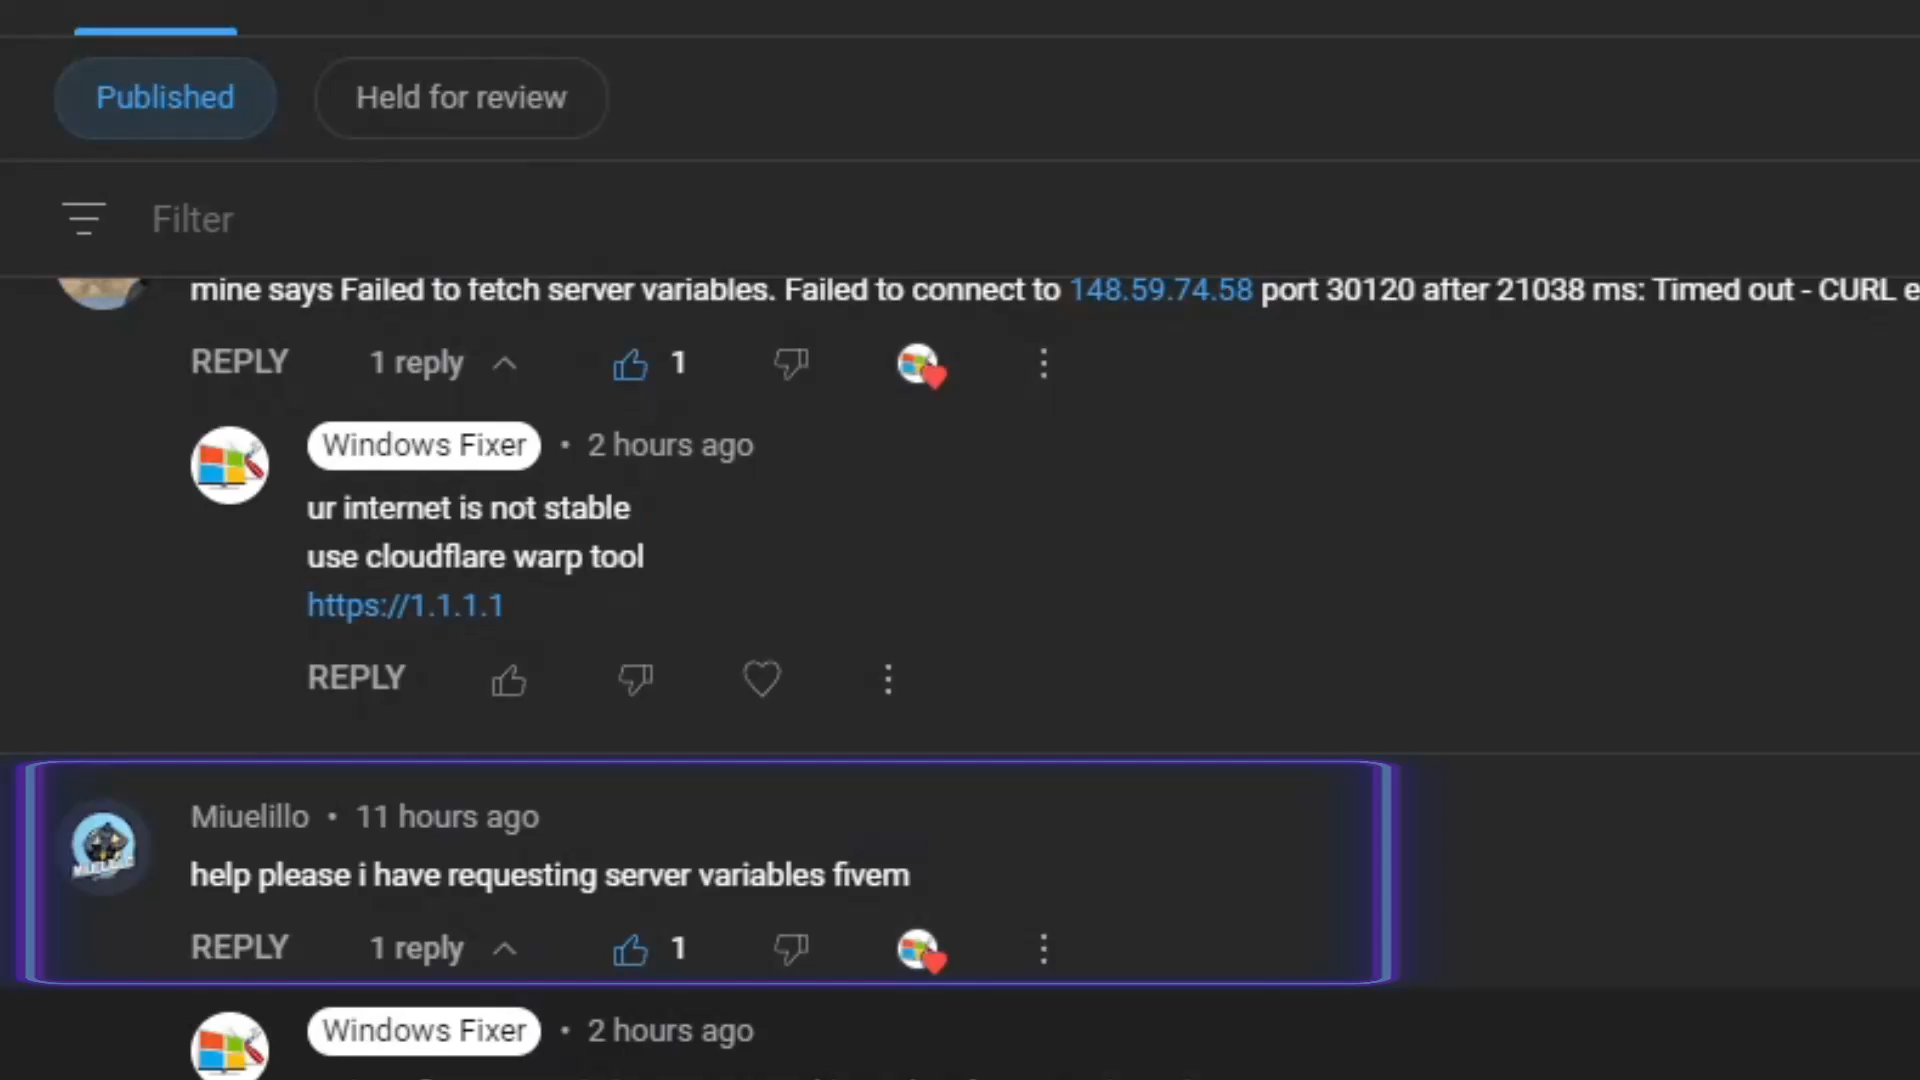 Published
Held for review
Filter
mine says Failed to fetch server variables. Failed to connect to 148.59.74.58 port 30120 after 21038 ms: Timed out - CURL e
REPLY 1 reply 1
Windows Fixer • 2 hours ago
ur internet is not stable
use cloudflare warp tool
https://1.1.1.1
REPLY
Miuelillo • 11 hours ago
help please i have requesting server variables fivem
REPLY 1 reply 1
Windows Fixer • 2 hours ago